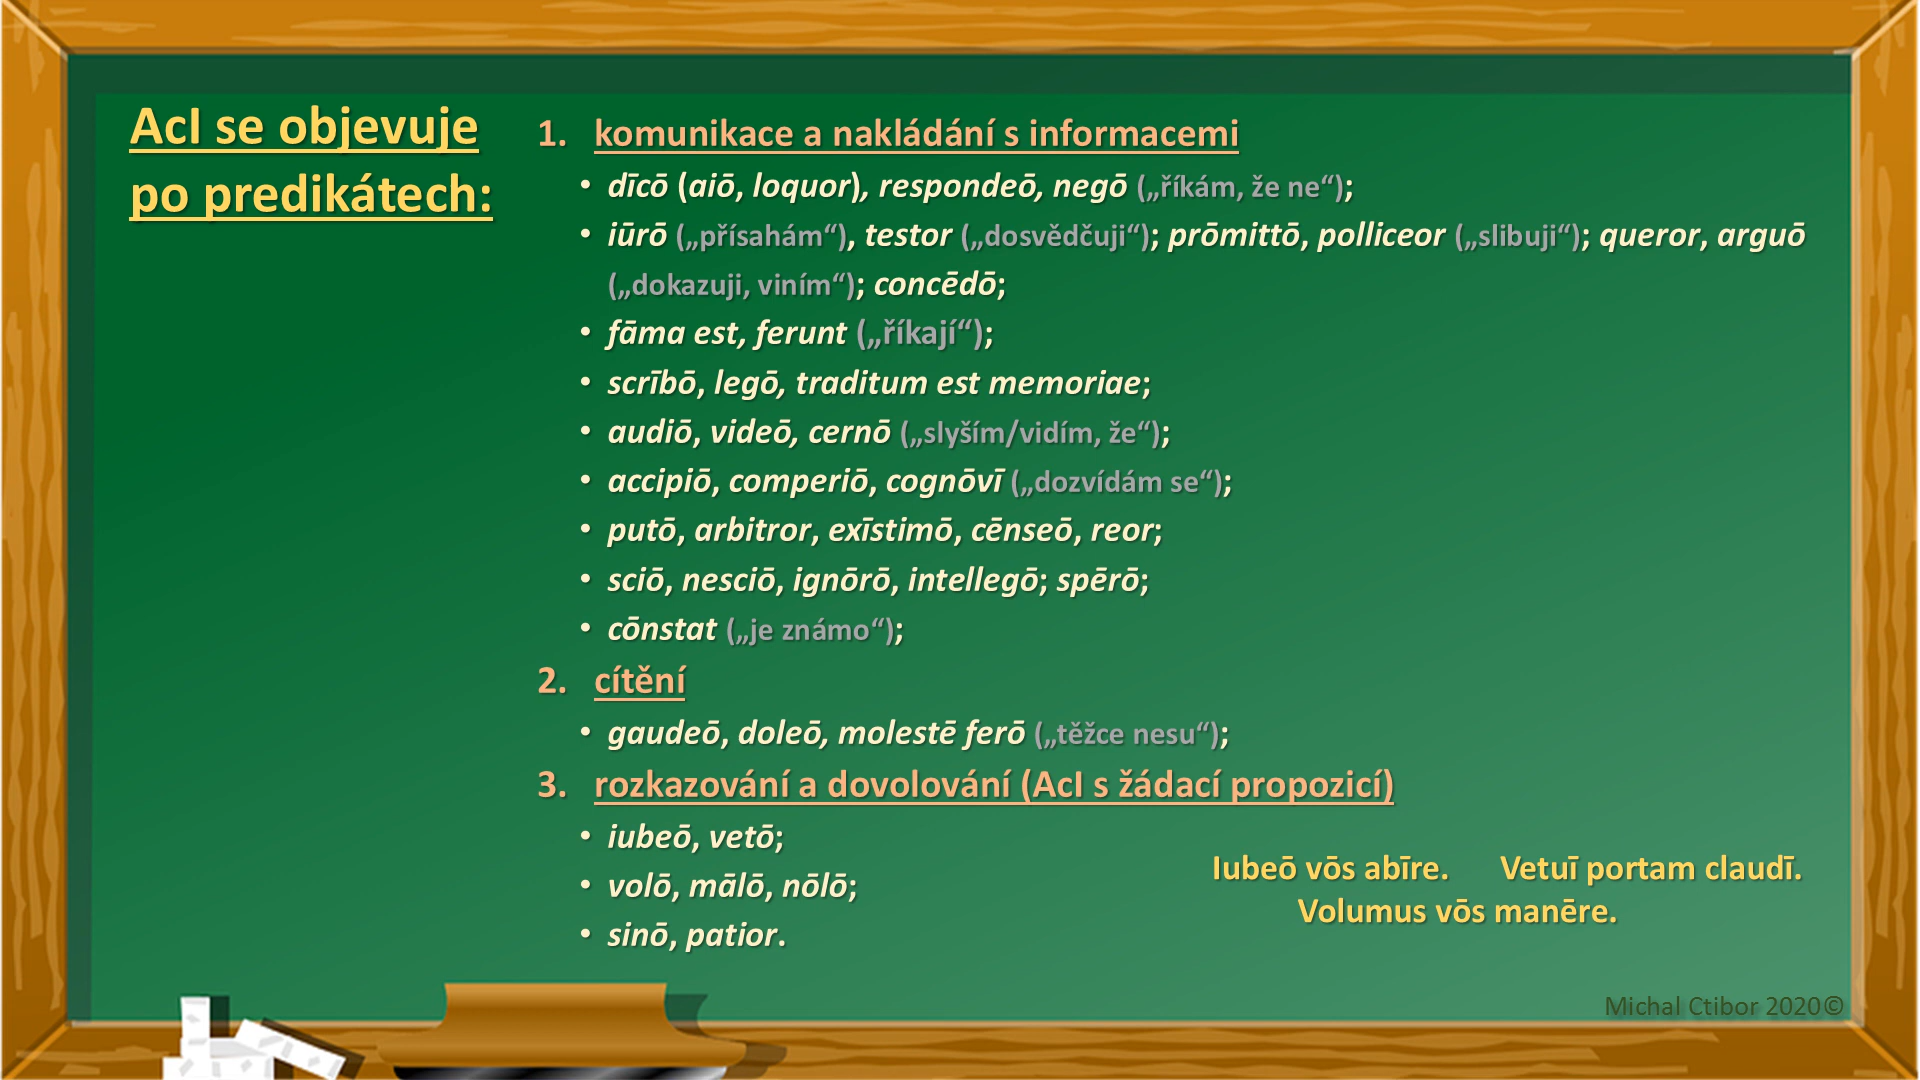 AcI se objevuje
po predikátech:
1. komunikace a nakládání s informacemi
• dīcō (aiō, loquor), respondeō, negō („říkám, že ne“);
• iūrō („přísahám“), testor („dosvědčuji“); prōmittō, polliceor („slibuji“); queror, arguō
(„dokazuji, viním“); concēdō;
• fāma est, ferunt („říkají“);
• scrībō, legō, traditum est memoriae;
• audiō, videō, cernō („slyším/vidím, že“);
• accipiō, comperiō, cognōvī („dozvídám se“);
• putō, arbitror, exīstimō, cēnseō, reor;
• sciō, nesciō, ignōrō, intellegō; spērō;
• cōnstat („je známo“);
2. cítění
• gaudeō, doleō, molestē ferō („těžce nesu“);
3. rozkazování a dovolování (AcI s žádací propozicí)
• iubeō, vetō;
• volō, mālō, nōlō;
• sinō, patior.
Iubeō vōs abīre. Vetuī portam claudī.
Volumus vōs manēre.
Michal Ctibor 2020©